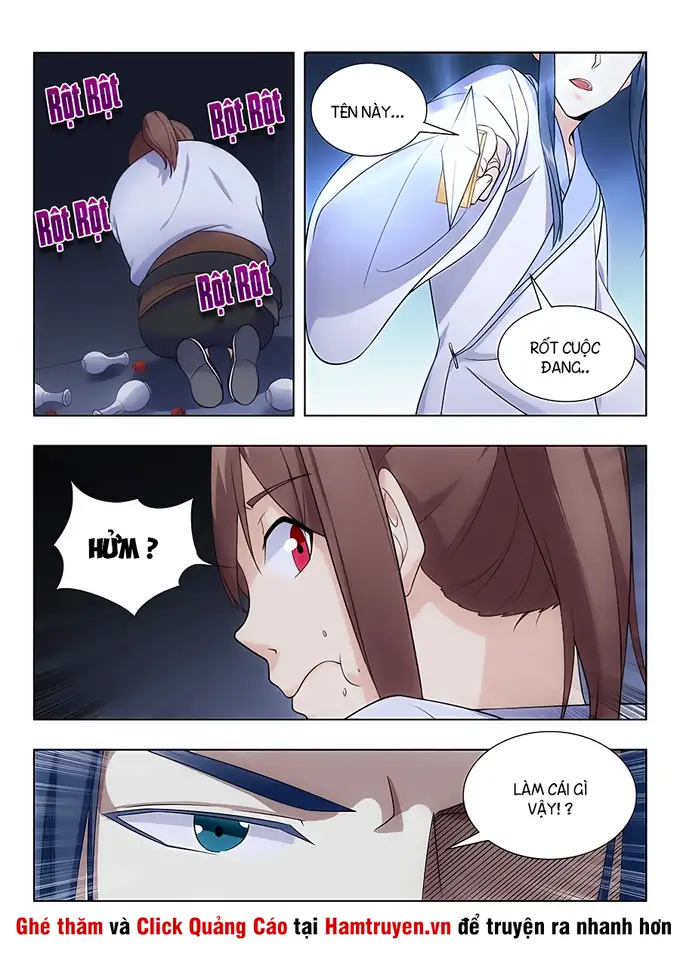 RỘT RỘT
RỘT RỘT
RỘT RỘT
RỘT RỘT
TÊN NÀY...
RỐT CUỘC
ĐANG..
HỬM ?
LÀM CÁI GÌ
VẬY! ?
Ghé thăm và Click Quảng Cáo tại Hamtruyen.vn để truyện ra nhanh hơn